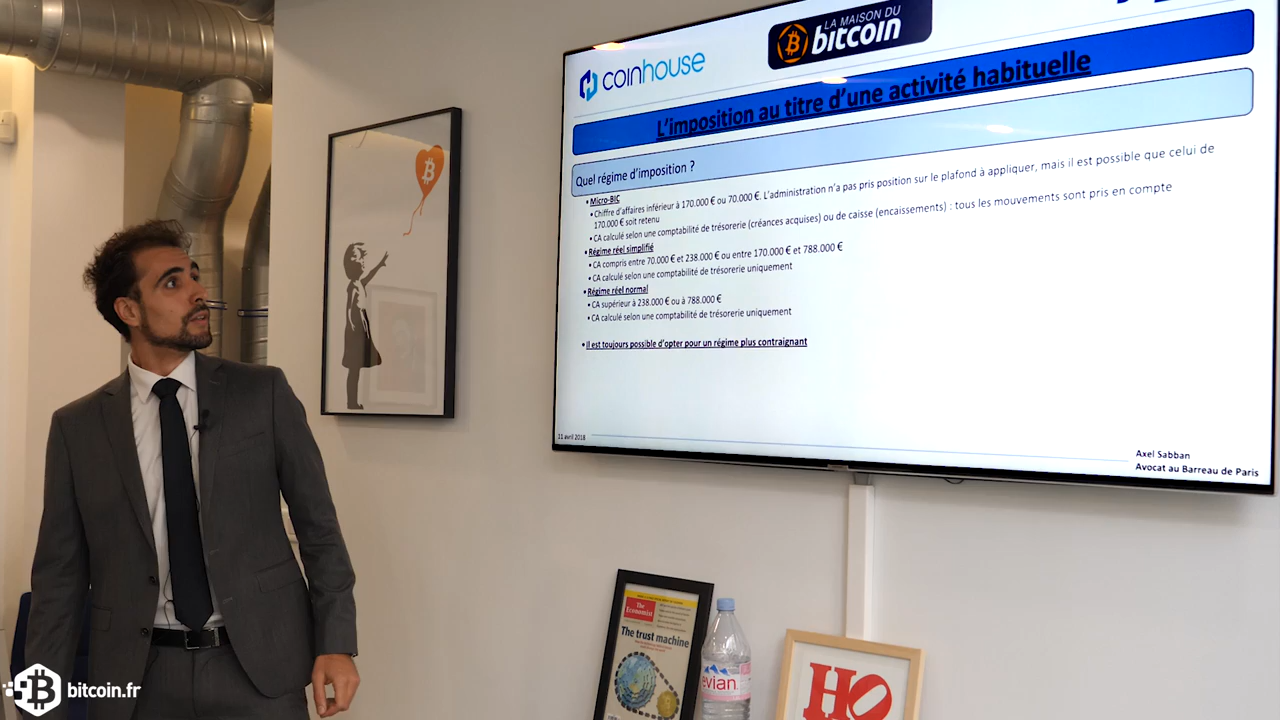 coinhouse
LA MAISON DU
bitcoin
L'imposition au titre d'une activité habituelle
Quel régime d'imposition ?
• Micro-BIC
• Chiffre d'affaires inférieur à 170.000 € ou 70.000 €. L'administration n'a pas pris position sur le plafond à appliquer, mais il est possible que celui de
170.000 € soit retenu
• CA calculé selon une comptabilité de trésorerie (créances acquises) ou de caisse (encaissements) : tous les mouvements sont pris en compte
• Régime réel simplifié
• CA compris entre 70.000 € et 238.000 € ou entre 170.000 € et 788.000 €
• CA calculé selon une comptabilité de trésorerie uniquement
• Régime réel normal
• CA supérieur à 238.000 € ou à 788.000 €
• CA calculé selon une comptabilité de trésorerie uniquement
• Il est toujours possible d'opter pour un régime plus contraignant
11 avril 2018
Axel Sabban
Avocat au Barreau de Paris
The
Economist
The trust machine
evian
HO
bitcoin.fr